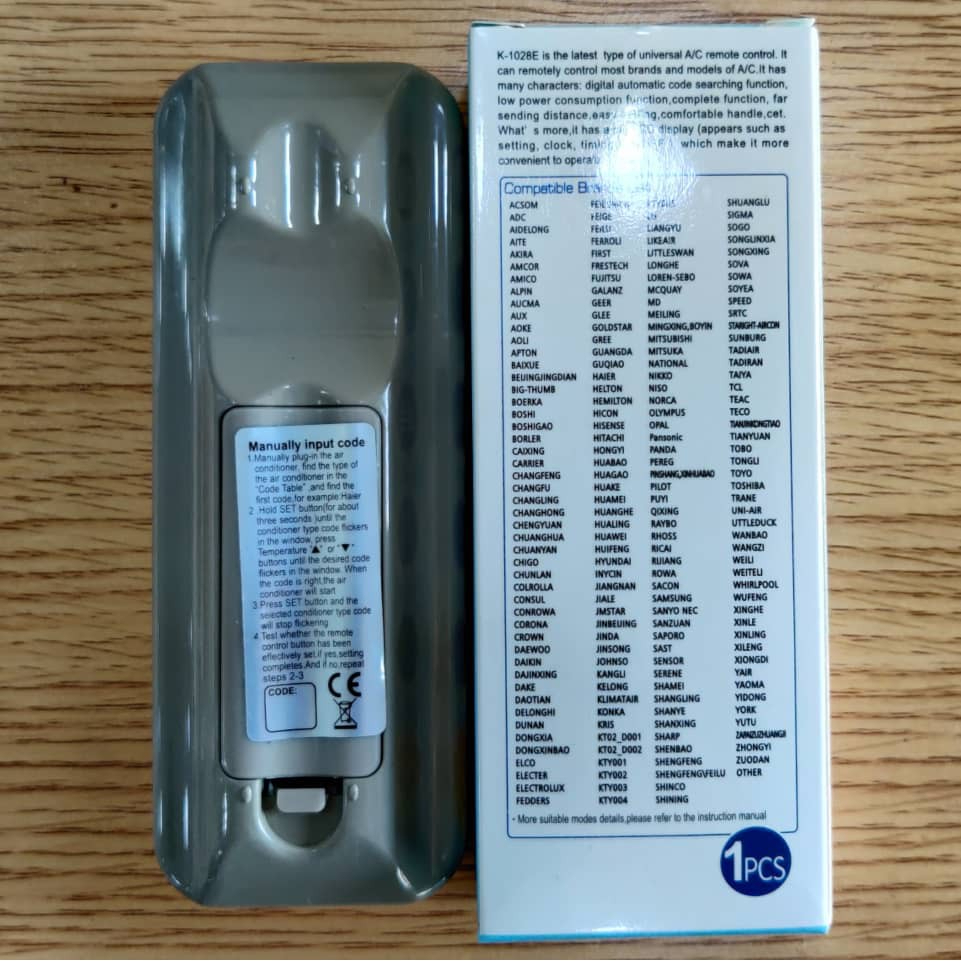 Manually input code
1.Manually plug-in the air
conditioner, find the type of
the air conditioner in the
"Code Table" ,and find the
first code,for example:Haier
2 .Hold SET button(for about
three seconds )until the
conditioner type code flickers
in the window, press
Temperature "▲" or "▼"
buttons until the desired code
flickers in the window. When
the code is right,the air
conditioner will start
3.Press SET button and the
selected conditioner type code
will stop flickering
4.Test whether the remote
control button has been
effectively set,if yes,setting
completes.And if no,repeat
steps 2-3
CODE:
CE
K-1028E is the latest type of universal A/C remote control. It
can remotely control most brands and models of A/C.It has
many characters: digital automatic code searching function,
low power consumption function,complete function, far
sending distance,easy comfortable handle,cet.
What' s more,it has a display (appears such as
setting, clock, which make it more
convenient to
Compatible
ACSOM
ADC
AIDELONG
AITE
AKIRA
AMCOR
AMICO
ALPIN
AUCMA
AUX
AOKE
AOLI
APTON
BAIXUE
BEIJINGJINGDIAN
BIG-THUMB
BOERKA
BOSHI
BOSHIGAO
BORLER
CAIXING
CARRIER
CHANGFENG
CHANGFU
CHANGLING
CHANGHONG
CHENGYUAN
CHUANGHUA
CHUANYAN
CHIGO
CHUNLAN
COLROLLA
CONSUL
CONROWA
CORONA
CROWN
DAEWOO
DAIKIN
DAJINXING
DAKE
DAOTIAN
DELONGHI
DUNAN
DONGXIA
DONGXINBAO
ELCO
ELECTER
ELECTROLUX
FEDDERS
FEIGE
FEILU
FERROLI
FIRST
FRESTECH
FUJITSU
GALANZ
GEER
GLEE
GOLDSTAR
GREE
GUANGDA
GUQIAO
HAIER
HELTON
HEMILTON
HICON
HISENSE
HITACHI
HONGYI
HUABAO
HUAGAO
HUAKE
HUAMEI
HUANGHE
HUALING
HUAWEI
HUIFENG
HYUNDAI
INYCIN
JIANGNAN
JIALE
JMSTAR
JINBEIJING
JINDA
JINSONG
JOHNSO
KANGLI
KELONG
KLIMATAIR
KONKA
KRIS
KT02_D001
KT02_D002
KTY001
KTY002
KTY003
KTY004
LIANGYU
LIKEAIR
LITTLESWAN
LONGHE
LOREN-SEBO
MCQUAY
MD
MEILING
MINGXING,BOYIN
MITSUBISHI
MITSUKA
NATIONAL
NIKKO
NISO
NORCA
OLYMPUS
OPAL
Pansonic
PANDA
PEREG
PINSHANG,XINHUABAO
PILOT
PUYI
QIXING
RAYBO
RHOSS
RICAI
RIJIANG
ROWA
SACON
SAMSUNG
SANYO NEC
SANZUAN
SAPORO
SAST
SENSOR
SERENE
SHAMEI
SHANGLING
SHANYE
SHANXING
SHARP
SHENBAO
SHENGFENG
SHENGFENG\FEILU
SHINCO
SHINING
SHUANGLU
SIGMA
SOGO
SONGLINXIA
SONGXING
SOVA
SOWA
SOYEA
SPEED
SRTC
STARIGHT-AIRCON
SUNBURG
TADIAIR
TADIRAN
TAIYA
TCL
TEAC
TECO
TIANJINKONGTIAO
TIANYUAN
TOBO
TONGLI
TOYO
TOSHIBA
TRANE
UNI-AIR
UTTLEDUCK
WANBAO
WANGZI
WEILI
WEITELI
WHIRLPOOL
WUFENG
XINGHE
XINLE
XINLING
XILENG
XIONGDI
YAIR
YAOMA
YIDONG
YORK
YUTU
ZHONGYI
ZUODAN
OTHER
· More suitable modes details,please refer to the instruction manual
1PCS